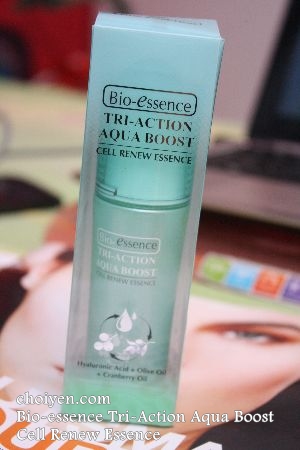 Bio-essence
TRI-ACTION
AQUA BOOST
CELL RENEW ESSENCE
Bio-essence
TRI-ACTION
AQUA BOOST
CELL RENEW ESSENCE
Hyaluronic Acid + Olive Oil
+ Cranberry Oil
choiyen.com
Bio-essence Tri-Action Aqua Boost
Cell Renew Essence